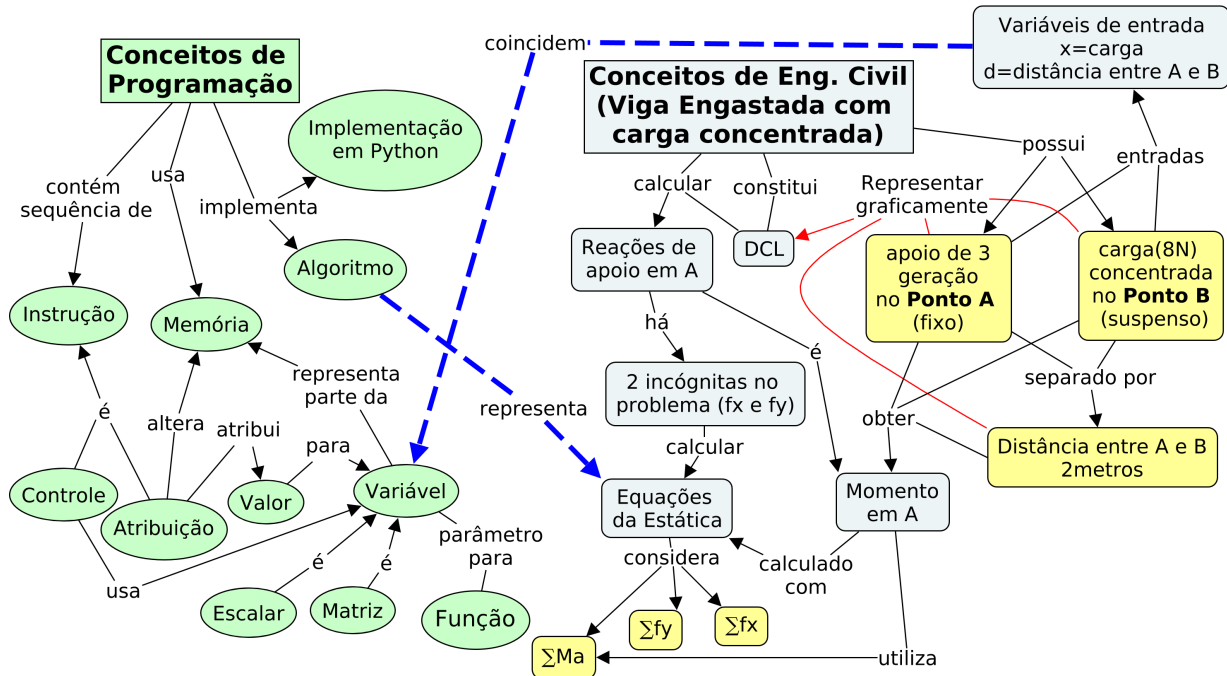 Conceitos de
Programação
contém
sequência de
usa
implementa
Implementação
em Python
Algoritmo
Instrução
Memória
é
altera
atribui
para
representa
parte da
Controle
Atribuição
Valor
Variável
usa
é
é
parâmetro
para
Escalar
Matriz
Função
coincidem
representa
Conceitos de Eng. Civil
(Viga Engastada com
carga concentrada)
Variáveis de entrada
x=carga
d=distância entre A e B
calcular
constitui
Representar
graficamente
possui
entradas
Reações de
apoio em A
DCL
apoio de 3
geração
no Ponto A
(fixo)
carga(8N)
concentrada
no Ponto B
(suspenso)
há
é
separado por
2 incógnitas no
problema (fx e fy)
obter
calcular
Distância entre A e B
2metros
Equações
da Estática
Momento
em A
considera
calculado
com
∑Ma
∑fy
∑fx
utiliza